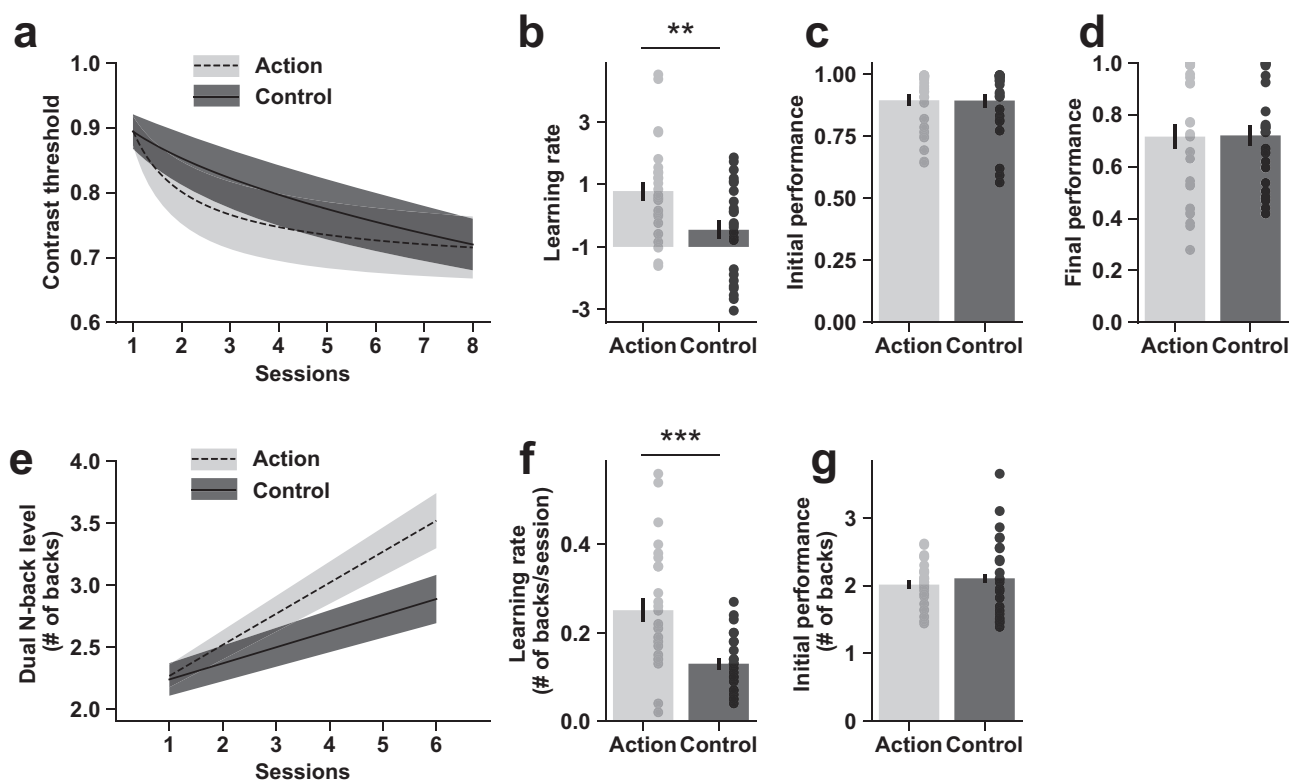 a
Action
Control
Contrast threshold
1.0
0.9
0.8
0.7
0.6
1 2 3 4 5 6 7 8
Sessions
b
**
Learning rate
3
1
-1
-3
Action Control
c
Initial performance
1.00
0.75
0.50
0.25
0.00
Action Control
d
Final performance
1.0
0.8
0.6
0.4
0.2
0.0
Action Control
e
Action
Control
Dual N-back level
(# of backs)
4.0
3.5
3.0
2.5
2.0
1 2 3 4 5 6
Sessions
f
***
Learning rate
(# of backs/session)
0.4
0.2
0.0
Action Control
g
Initial performance
(# of backs)
3
2
1
0
Action Control